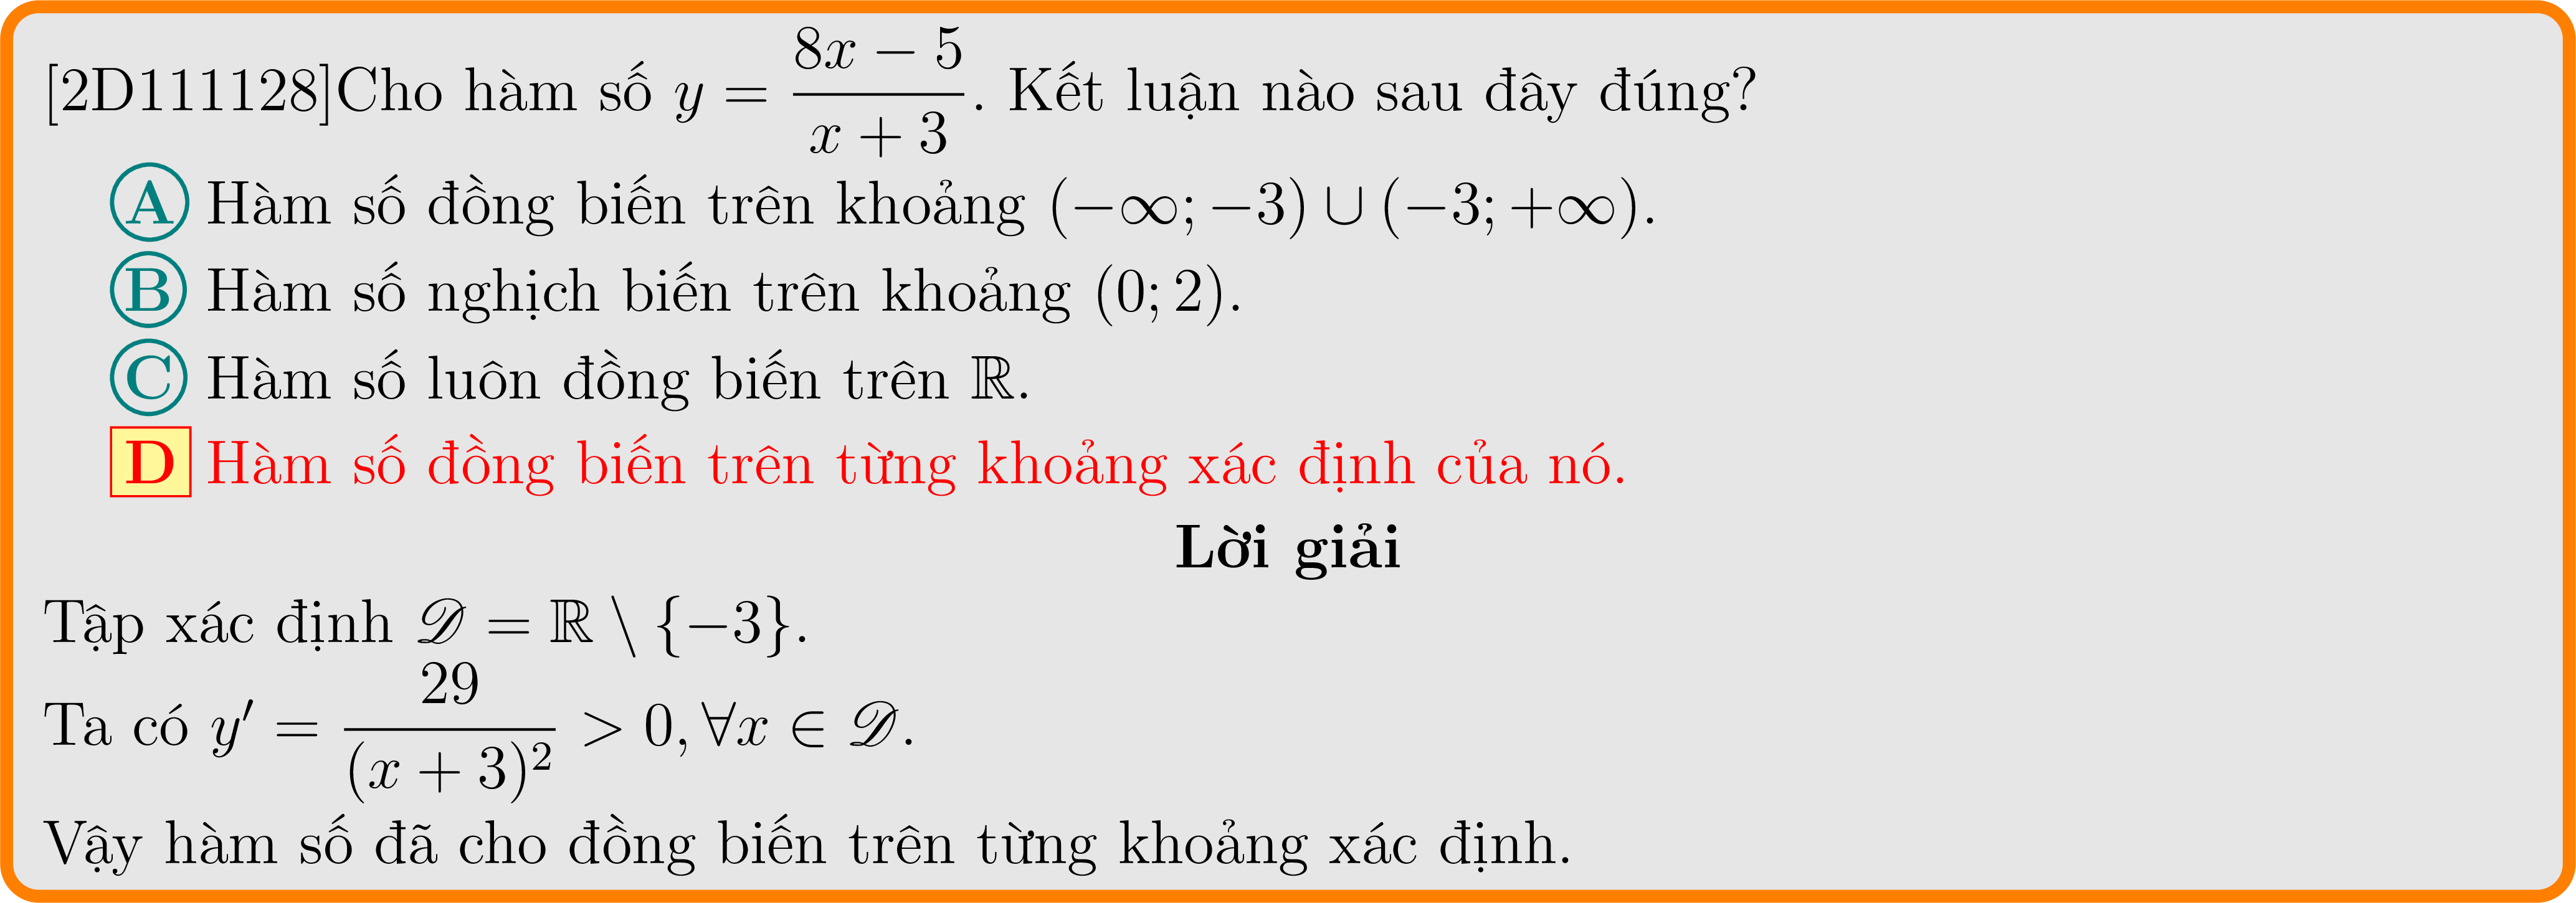 [2D111128]Cho hàm số $y = \dfrac{8x - 5}{x + 3}$. Kết luận nào sau đây đúng?
A Hàm số đồng biến trên khoảng $(-\infty; -3) \cup (-3; +\infty)$.
B Hàm số nghịch biến trên khoảng $(0; 2)$.
C Hàm số luôn đồng biến trên $\mathbb{R}$.
D Hàm số đồng biến trên từng khoảng xác định của nó.
Lời giải
Tập xác định $\mathscr{D} = \mathbb{R} \setminus \{-3\}$.
Ta có $y' = \dfrac{29}{(x + 3)^2} > 0, \forall x \in \mathscr{D}$.
Vậy hàm số đã cho đồng biến trên từng khoảng xác định.